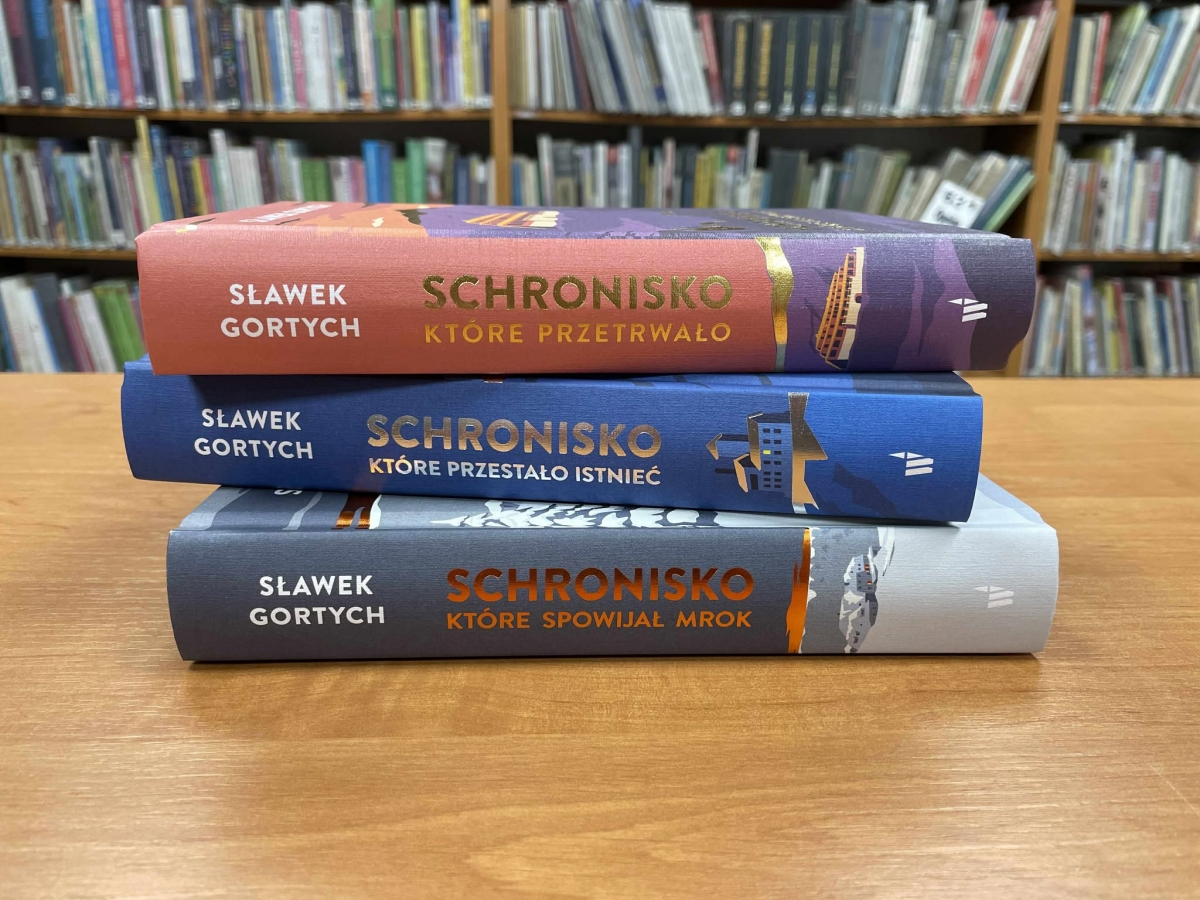 SŁAWEK
GORTYCH
SCHRONISKO
KTÓRE PRZETRWAŁO
SŁAWEK
GORTYCH
SCHRONISKO
KTÓRE PRZESTAŁO ISTNIEĆ
SŁAWEK
GORTYCH
SCHRONISKO
KTÓRE SPOWIJAŁ MROK